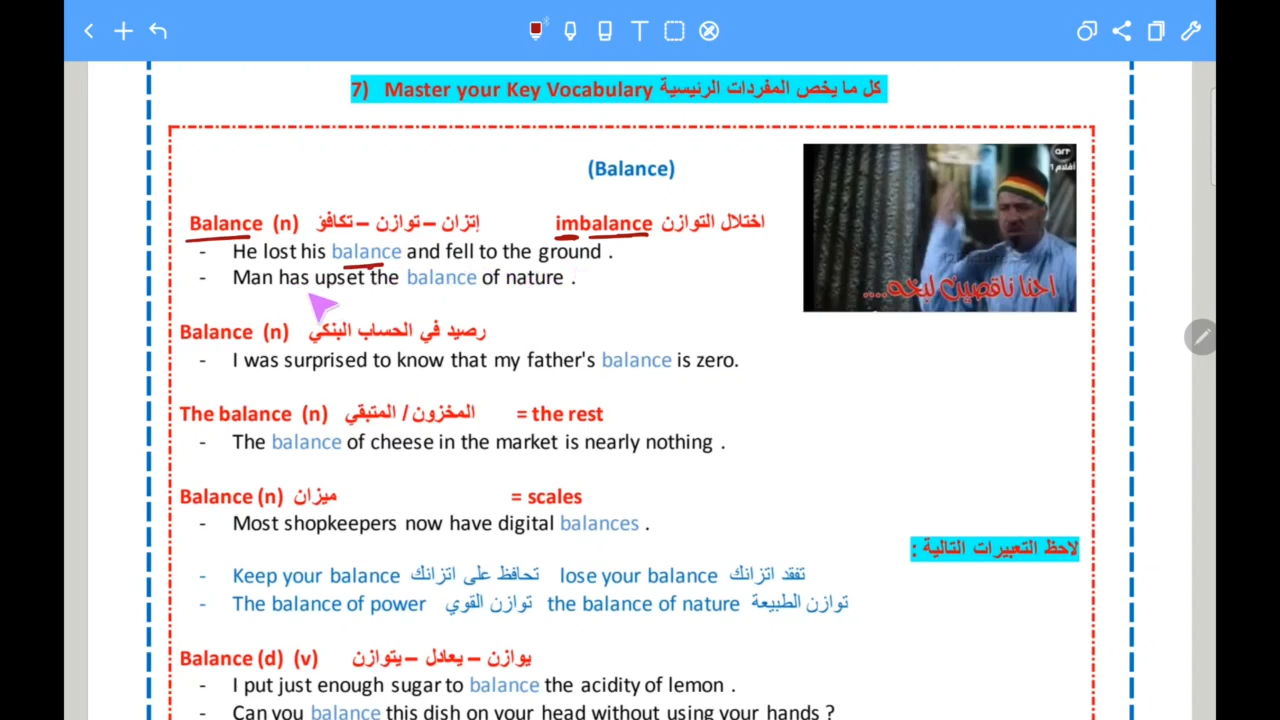 7) Master your Key Vocabulary كل ما يخص المفردات الرئيسية
(Balance)
art
أفلام 1
Balance (n) إتزان – توازن – تكافؤ imbalance اختلال التوازن
- He lost his balance and fell to the ground .
- Man has upset the balance of nature .
احنا ناقصين لبخه....
Balance (n) رصيد في الحساب البنكي
- I was surprised to know that my father's balance is zero.
The balance (n) المخزون / المتبقي = the rest
- The balance of cheese in the market is nearly nothing .
Balance (n) ميزان = scales
- Most shopkeepers now have digital balances .
لاحظ التعبيرات التالية :
- Keep your balance تحافظ على اتزانك lose your balance تفقد اتزانك
- The balance of power توازن القوي the balance of nature توازن الطبيعة
Balance (d) (v) يوازن – يعادل – يتوازن
- I put just enough sugar to balance the acidity of lemon .
- Can you balance this dish on your head without using your hands ?